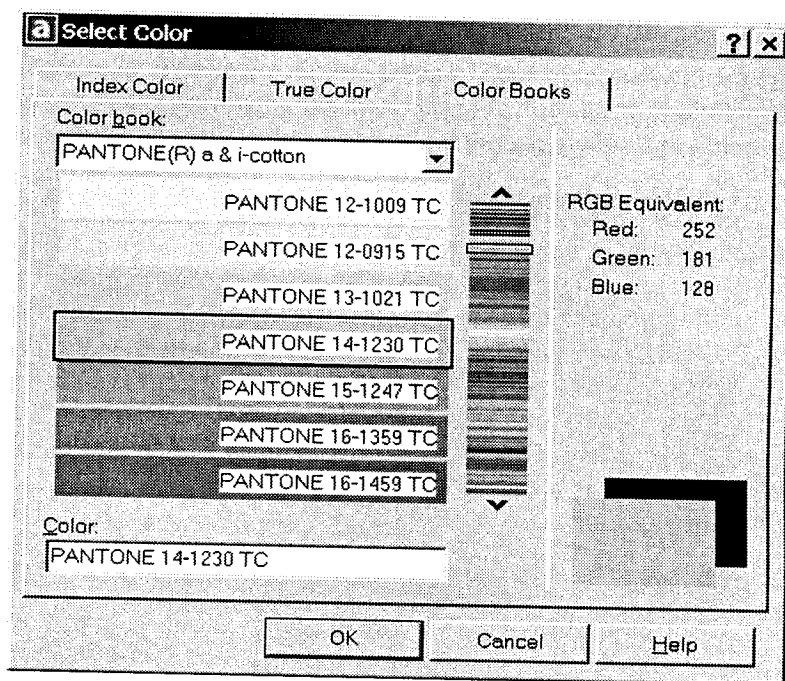 a Select Color
? ×
Index Color
True Color
Color Books
Color book:
PANTONE(R) a & i-cotton
PANTONE 12-1009 TC
PANTONE 12-0915 TC
PANTONE 13-1021 TC
PANTONE 14-1230 TC
PANTONE 15-1247 TC
PANTONE 16-1359 TC
PANTONE 16-1459 TC
RGB Equivalent:
Red: 252
Green: 181
Blue: 128
Color:
PANTONE 14-1230 TC
OK
Cancel
Help